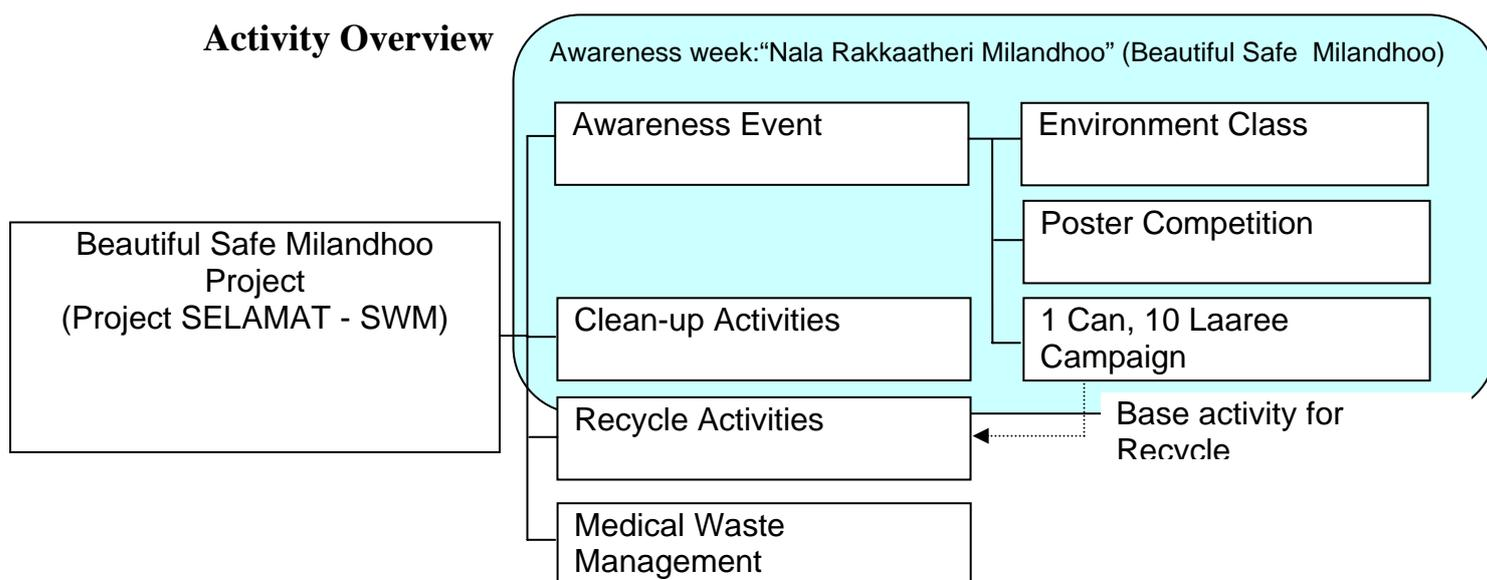 Activity Overview
Awareness week:“Nala Rakkaatheri Milandhoo” (Beautiful Safe  Milandhoo)
Awareness Event
Environment Class
Poster Competition
Beautiful Safe Milandhoo
Project
(Project SELAMAT - SWM)
Clean-up Activities
1 Can, 10 Laaree
Campaign
Recycle Activities
Base activity for
Recycle
Medical Waste
Management